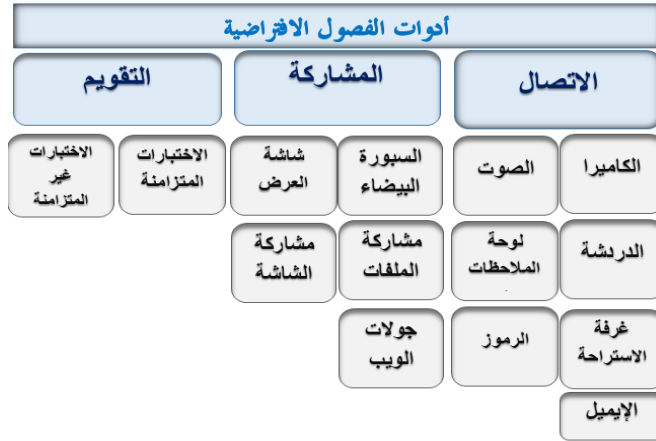 أدوات الفصول الافتراضية
الاتصال
المشاركة
التقويم
الكاميرا
الصوت
السبورة
البيضاء
شاشة
العرض
الاختبارات
المتزامنة
الاختبارات
غير
المتزامنة
الدردشة
لوحة
الملاحظات
مشاركة
الملفات
مشاركة
الشاشة
غرفة
الاستراحة
الرموز
جولات
الويب
الإيميل